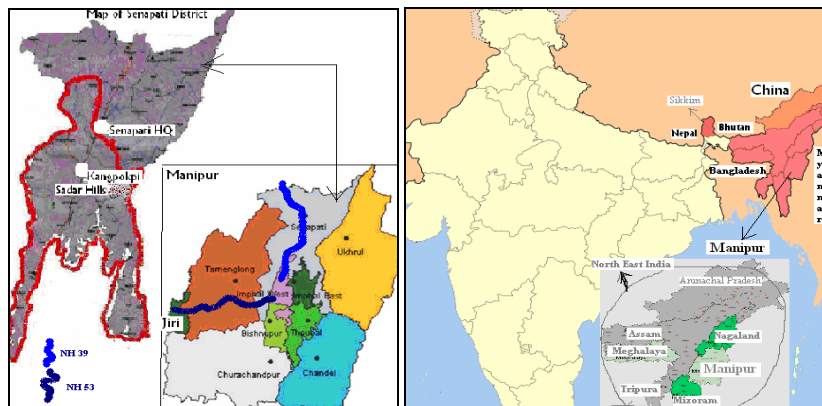 Map of Senapati District
Senapati HQ
Kangpokpi
Sadar Hills
NH 39
NH 53
Manipur
Senapati
Ukhrul
Tamenglong
Imphal West
Imphal East
Jiri
Bishnupur
Thoubal
Churachandpur
Chandel
China
Sikkim
Nepal
Bhutan
Bangladesh
Myanmar
Manipur
North East India
Arunachal Pradesh
Assam
Nagaland
Meghalaya
Manipur
Tripura
Mizoram